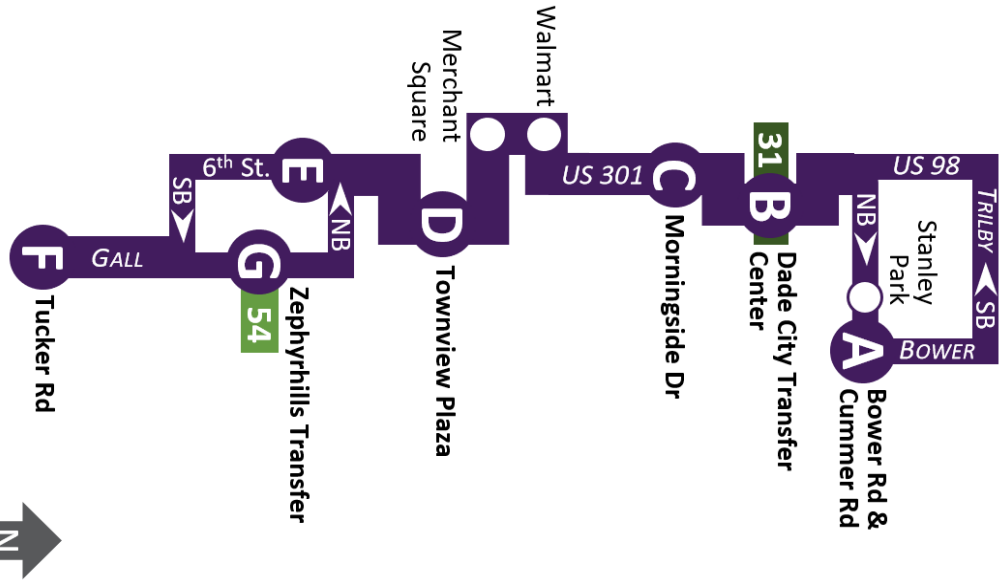 Walmart
Merchant
Square
6th St.
SB
E
NB
D
US 301
C
31
B
US 98
NB
Stanley
Park
TRILBY
SB
A
BOWER
F
GALL
G
54
Tucker Rd
Zephyrhills Transfer
Townview Plaza
Morningside Dr
Dade City Transfer
Center
Bower Rd &
Cummer Rd
N